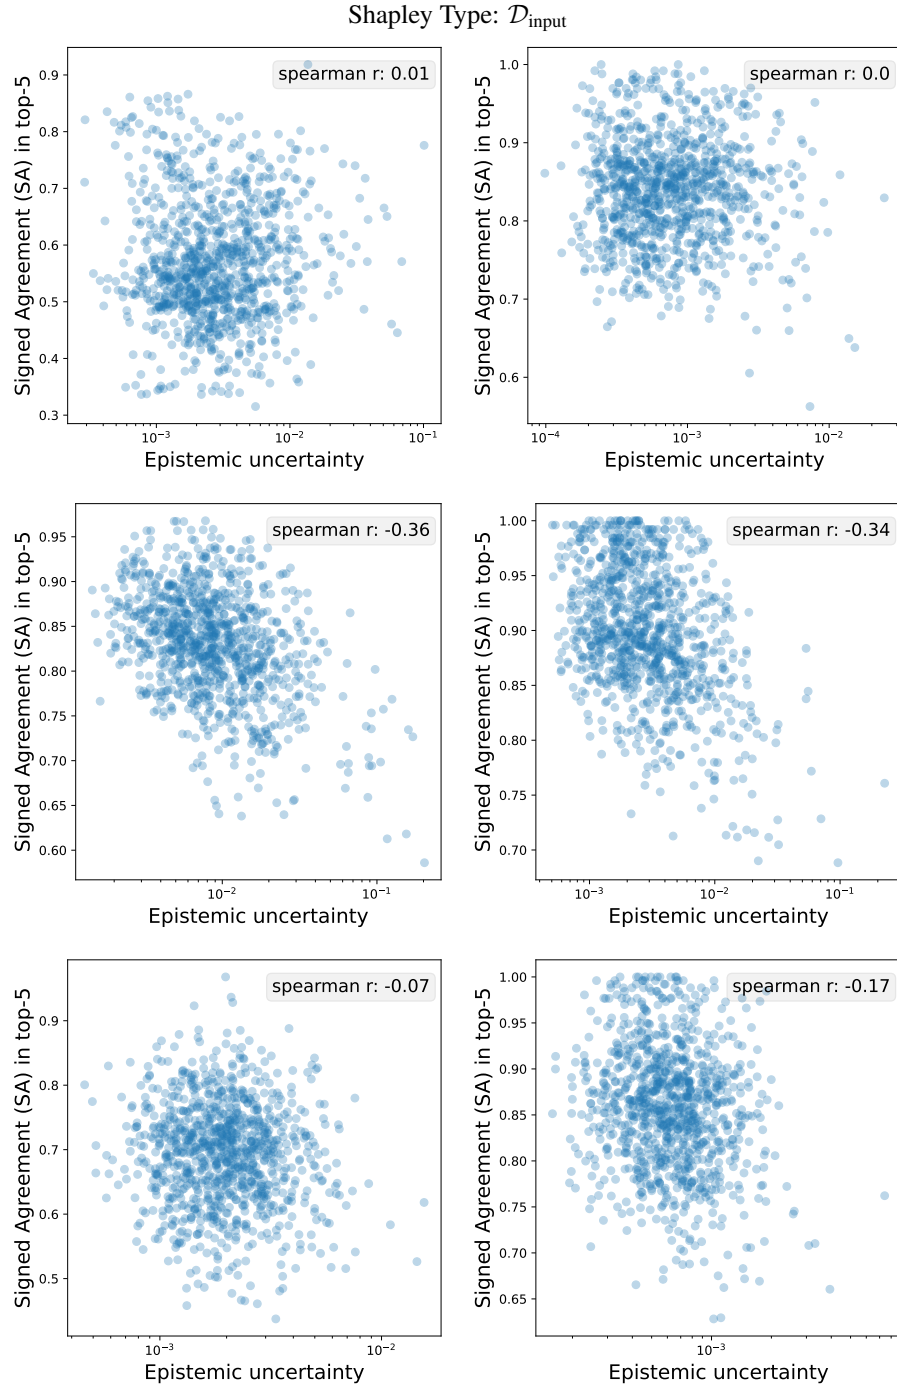 Shapley Type: 𝒟input
spearman r: 0.01
Signed Agreement (SA) in top-5
0.9
0.8
0.7
0.6
0.5
0.4
0.3
10⁻³
10⁻²
10⁻¹
Epistemic uncertainty
spearman r: 0.0
Signed Agreement (SA) in top-5
1.0
0.9
0.8
0.7
0.6
10⁻⁴
10⁻³
10⁻²
Epistemic uncertainty
spearman r: -0.36
Signed Agreement (SA) in top-5
0.95
0.90
0.85
0.80
0.75
0.70
0.65
0.60
10⁻²
10⁻¹
Epistemic uncertainty
spearman r: -0.34
Signed Agreement (SA) in top-5
1.00
0.95
0.90
0.85
0.80
0.75
0.70
10⁻³
10⁻²
10⁻¹
Epistemic uncertainty
spearman r: -0.07
Signed Agreement (SA) in top-5
0.9
0.8
0.7
0.6
0.5
10⁻³
10⁻²
Epistemic uncertainty
spearman r: -0.17
Signed Agreement (SA) in top-5
1.00
0.95
0.90
0.85
0.80
0.75
0.70
0.65
10⁻³
Epistemic uncertainty